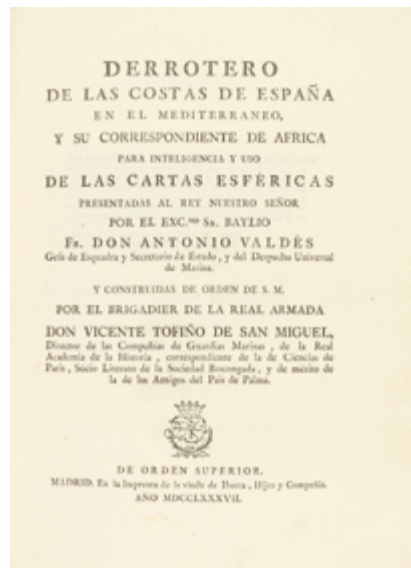 DERROTERO
DE LAS COSTAS DE ESPAÑA
EN EL MEDITERRANEO,
Y SU CORRESPONDIENTE DE AFRICA
PARA INTELIGENCIA Y USO
DE LAS CARTAS ESFÉRICAS
PRESENTADAS AL REY NUESTRO SEÑOR
POR EL EXC.MO SR. BAYLIO
FR. DON ANTONIO VALDÉS
Gefe de Esquadra y Secretario de Estado, y del Despacho Universal
de Marina.
Y CONSTRUIDAS DE ORDEN DE S. M.
POR EL BRIGADIER DE LA REAL ARMADA
DON VICENTE TOFIÑO DE SAN MIGUEL,
Director de las Compañias de Guardias Marinas, de la Real
Academia de la Historia, correspondiente de la de Ciencias de
Paris, Socio Literato de la Sociedad Bascongada, y de mérito de
la de los Amigos del Pais de Palma.
DE ORDEN SUPERIOR.
MADRID. En la Imprenta de la viuda de Ibarra, Hijos y Compañía.
AÑO MDCCLXXXVII.